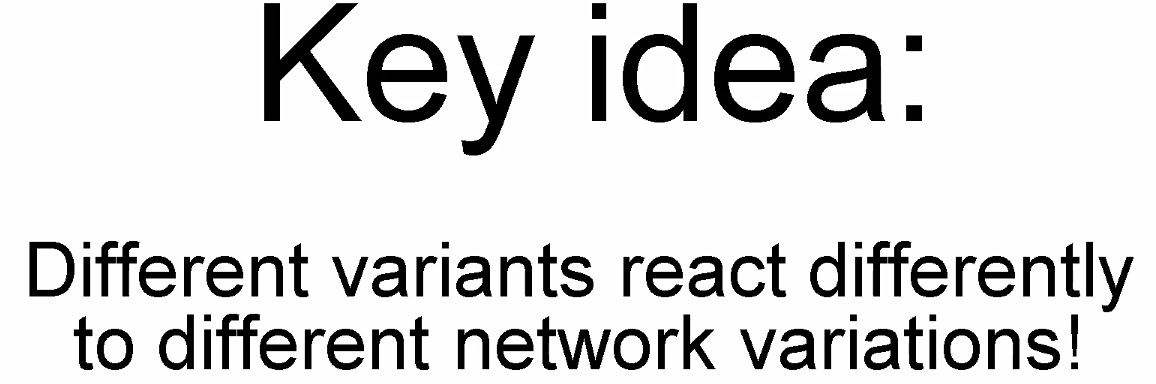 Key idea:
Different variants react differently
to different network variations!